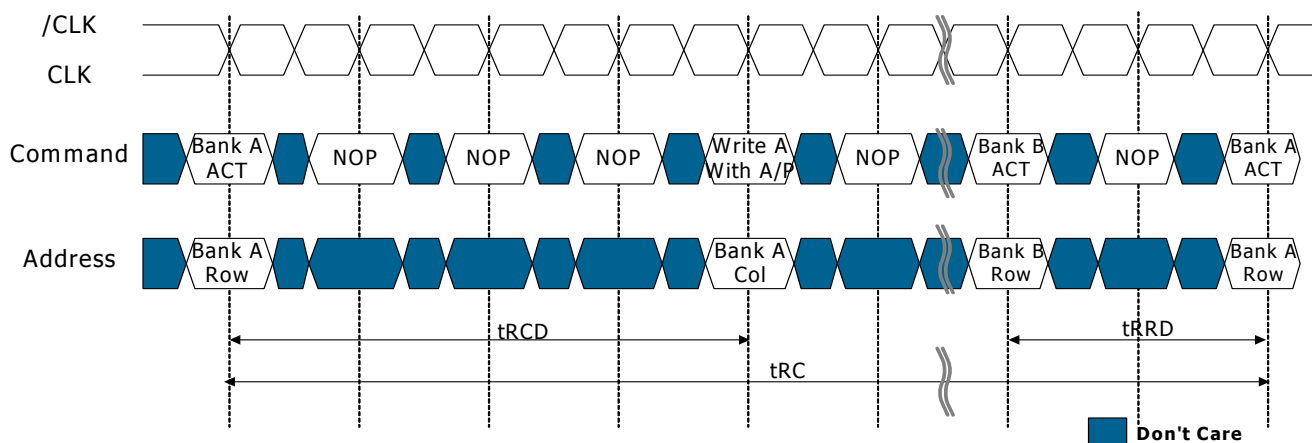 /CLK
CLK
Command
Bank A
ACT
NOP
NOP
NOP
Write A
With A/P
NOP
Bank B
ACT
NOP
Bank A
ACT
Address
Bank A
Row
Bank A
Col
Bank B
Row
Bank A
Row
tRCD
tRRD
tRC
Don't Care